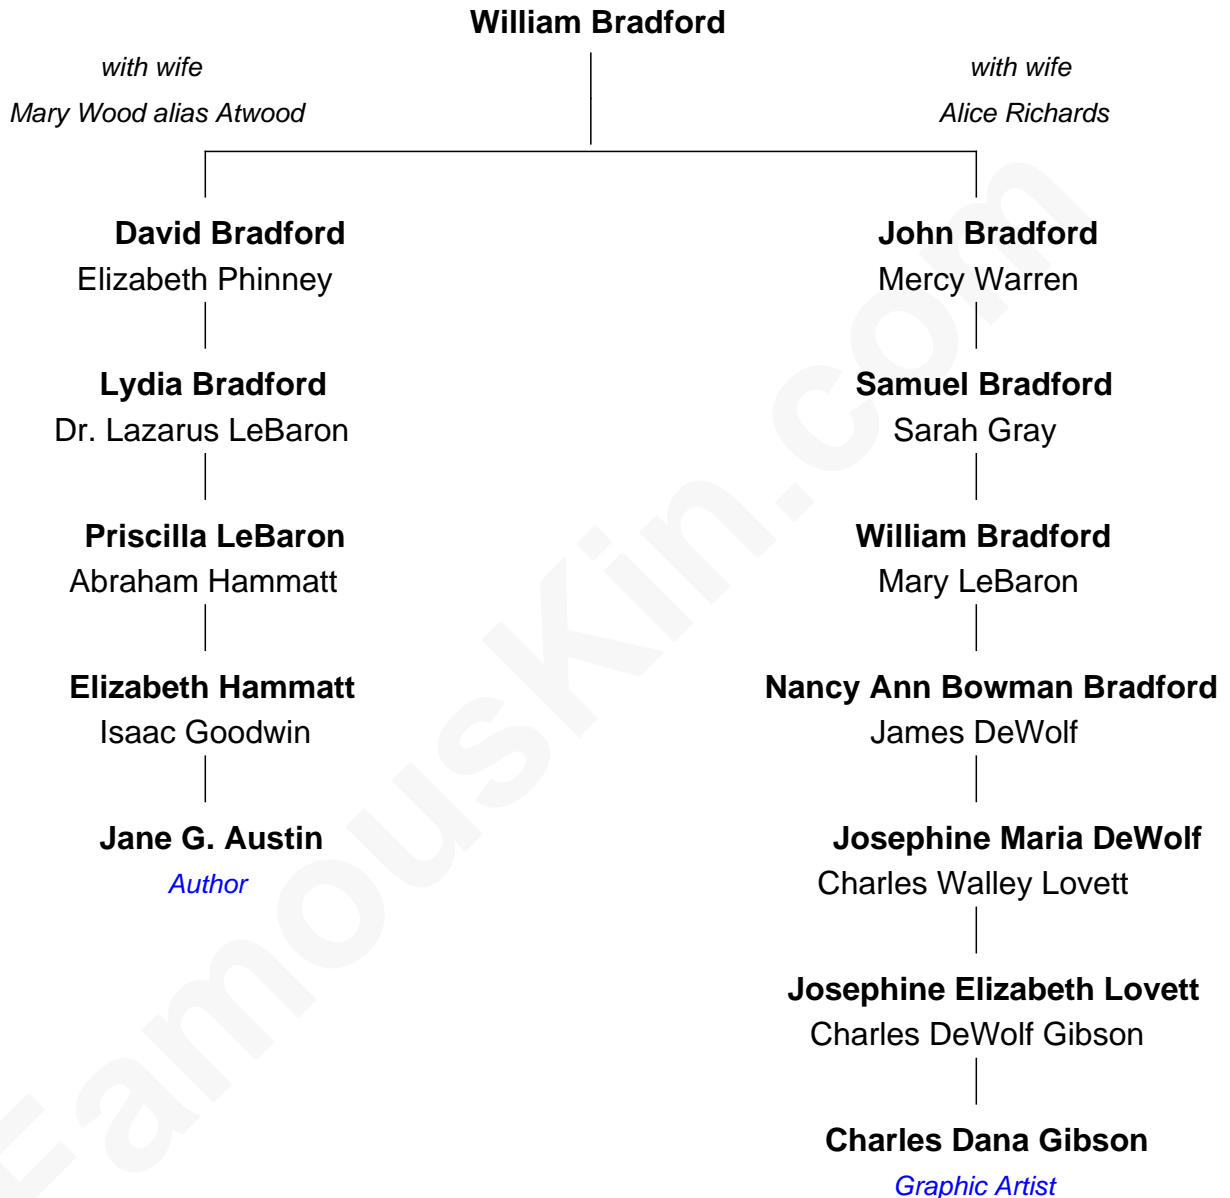 William Bradford
with wife
Mary Wood alias Atwood
with wife
Alice Richards
David Bradford
Elizabeth Phinney
Lydia Bradford
Dr. Lazarus LeBaron
Priscilla LeBaron
Abraham Hammatt
Elizabeth Hammatt
Isaac Goodwin
Jane G. Austin
Author
John Bradford
Mercy Warren
Samuel Bradford
Sarah Gray
William Bradford
Mary LeBaron
Nancy Ann Bowman Bradford
James DeWolf
Josephine Maria DeWolf
Charles Walley Lovett
Josephine Elizabeth Lovett
Charles DeWolf Gibson
Charles Dana Gibson
Graphic Artist
FamousKin.com